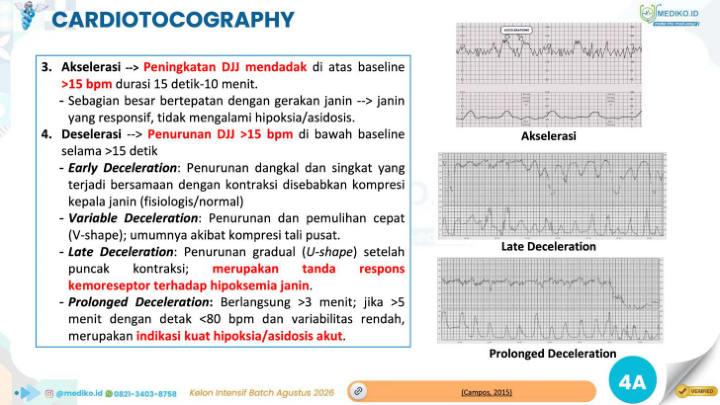 CARDIOTOCOGRAPHY
MEDIKO.ID
3. Akselerasi --> Peningkatan DJJ mendadak di atas baseline
>15 bpm durasi 15 detik-10 menit.
- Sebagian besar bertepatan dengan gerakan janin --> janin
yang responsif, tidak mengalami hipoksia/asidosis.
4. Deselerasi --> Penurunan DJJ >15 bpm di bawah baseline
selama >15 detik
- Early Deceleration: Penurunan dangkal dan singkat yang
terjadi bersamaan dengan kontraksi disebabkan kompresi
kepala janin (fisiologis/normal)
- Variable Deceleration: Penurunan dan pemulihan cepat
(V-shape); umumnya akibat kompresi tali pusat.
- Late Deceleration: Penurunan gradual (U-shape) setelah
puncak kontraksi; merupakan tanda respons
kemoreseptor terhadap hipoksemia janin.
- Prolonged Deceleration: Berlangsung >3 menit; jika >5
menit dengan detak <80 bpm dan variabilitas rendah,
merupakan indikasi kuat hipoksia/asidosis akut.
ACCELERATIONS
Akselerasi
Late Deceleration
Prolonged Deceleration
4A
@mediko.id 0821-3403-8758 Kelon Intensif Batch Agustus 2026
(Campos, 2015)
VERIFIED